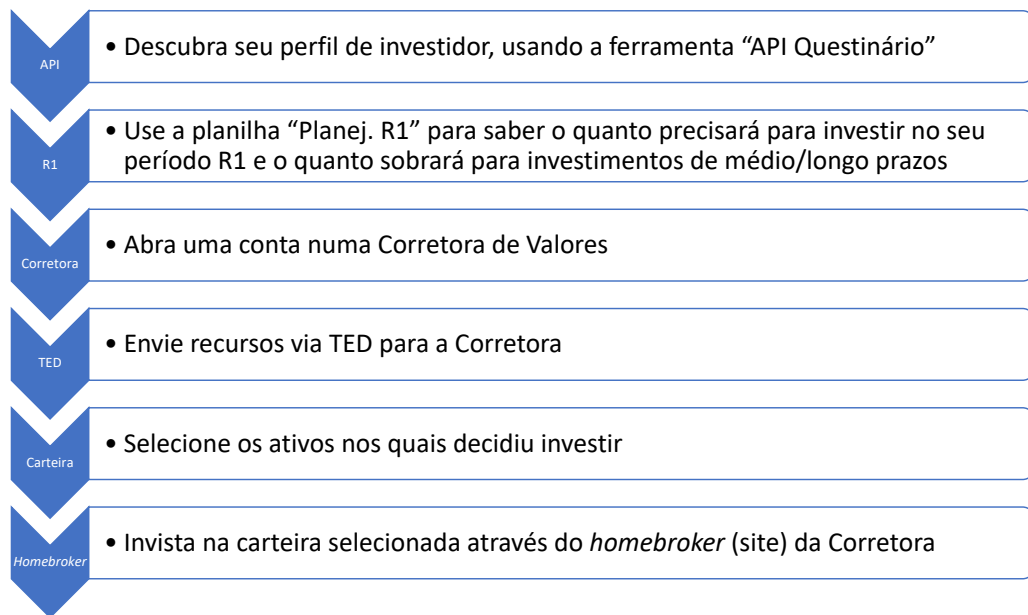 API
• Descubra seu perfil de investidor, usando a ferramenta “API Questinário”
R1
• Use a planilha “Planej. R1” para saber o quanto precisará para investir no seu
período R1 e o quanto sobrará para investimentos de médio/longo prazos
Corretora
• Abra uma conta numa Corretora de Valores
TED
• Envie recursos via TED para a Corretora
Carteira
• Selecione os ativos nos quais decidiu investir
Homebroker
• Invista na carteira selecionada através do homebroker (site) da Corretora